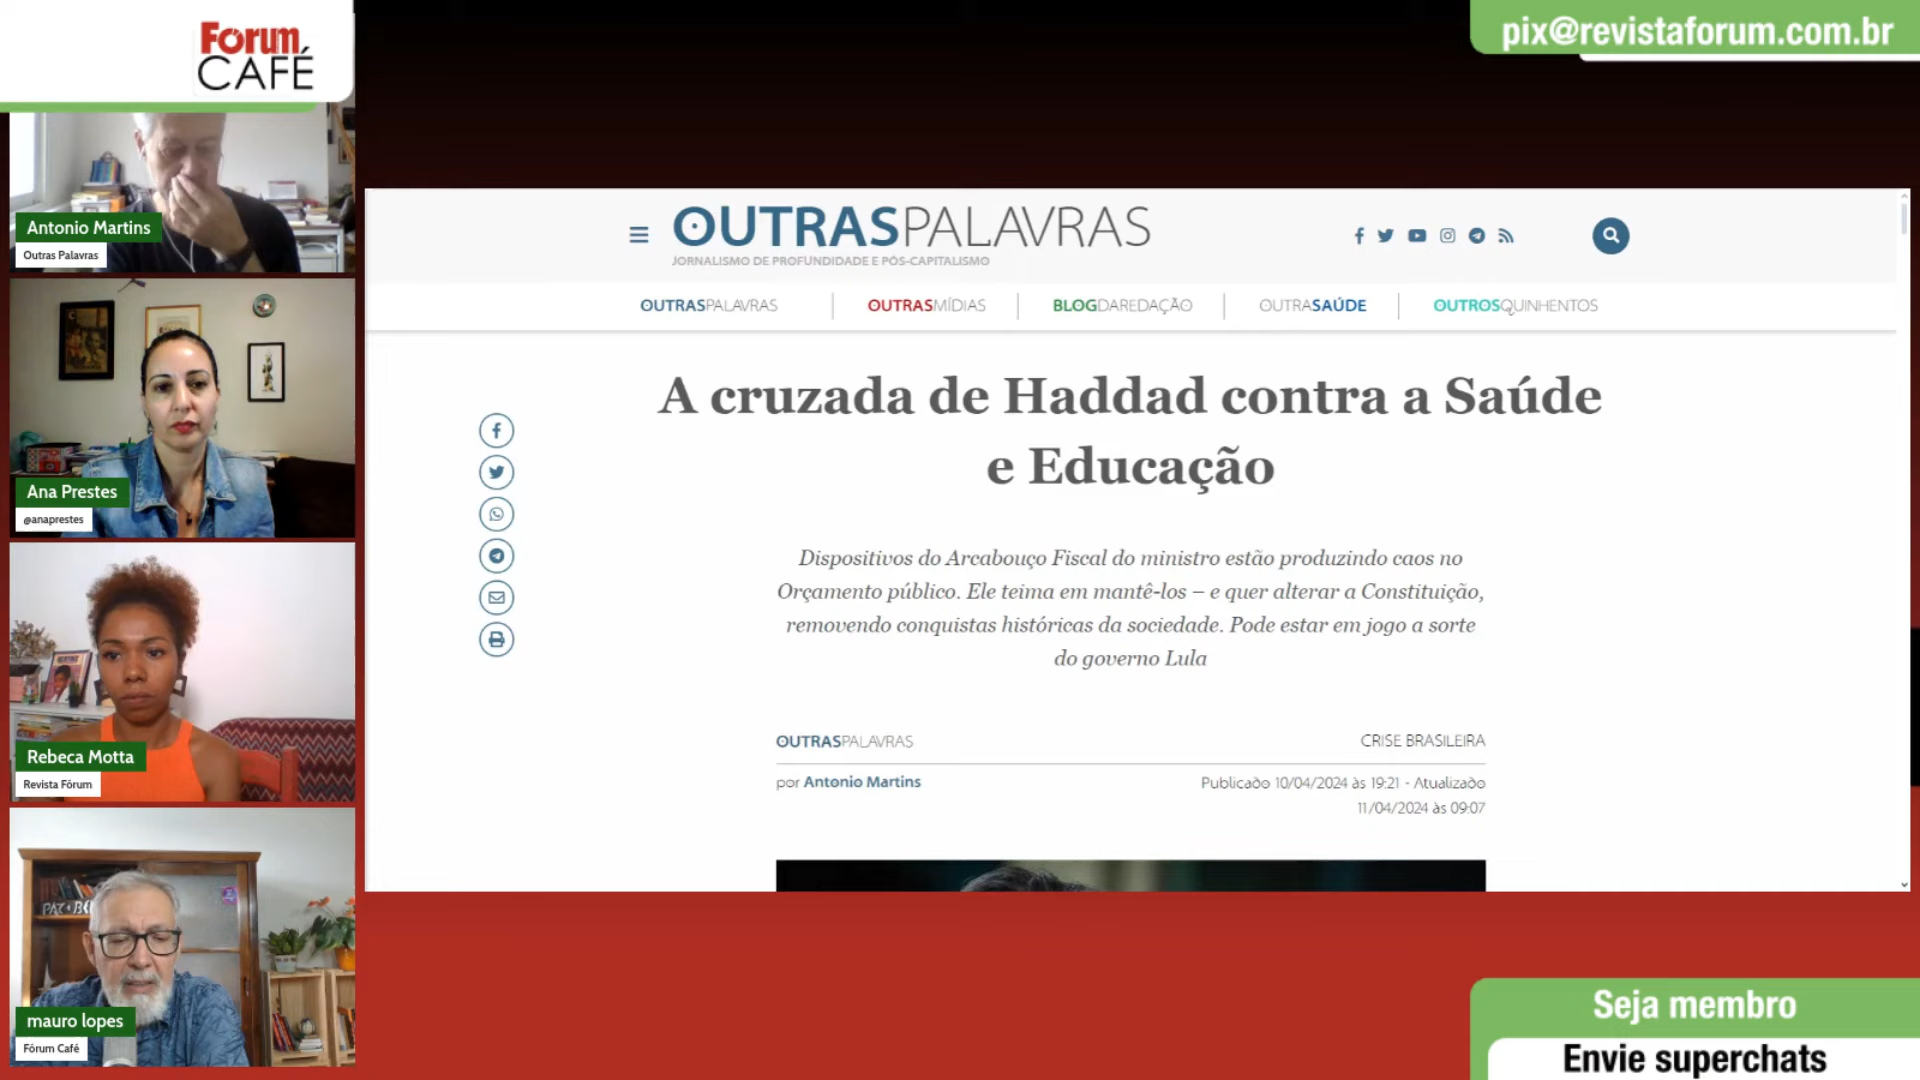 Fórum
CAFÉ
pix@revistaforum.com.br
Antonio Martins
Outras Palavras
Ana Prestes
@anaprestes
Rebeca Motta
Revista Fórum
mauro lopes
Fórum Café
OUTRASPALAVRAS
JORNALISMO DE PROFUNDIDADE E PÓS-CAPITALISMO
OUTRASPALAVRAS
OUTRASMÍDIAS
BLOGDAREDAÇÃO
OUTRASAÚDE
OUTROSQUINHENTOS
A cruzada de Haddad contra a Saúde
e Educação
Dispositivos do Arcabouço Fiscal do ministro estão produzindo caos no
Orçamento público. Ele teima em mantê-los – e quer alterar a Constituição,
removendo conquistas históricas da sociedade. Pode estar em jogo a sorte
do governo Lula
OUTRASPALAVRAS
CRISE BRASILEIRA
por Antonio Martins
Publicado 10/04/2024 às 19:21 - Atualizado
11/04/2024 às 09:07
Seja membro
Envie superchats